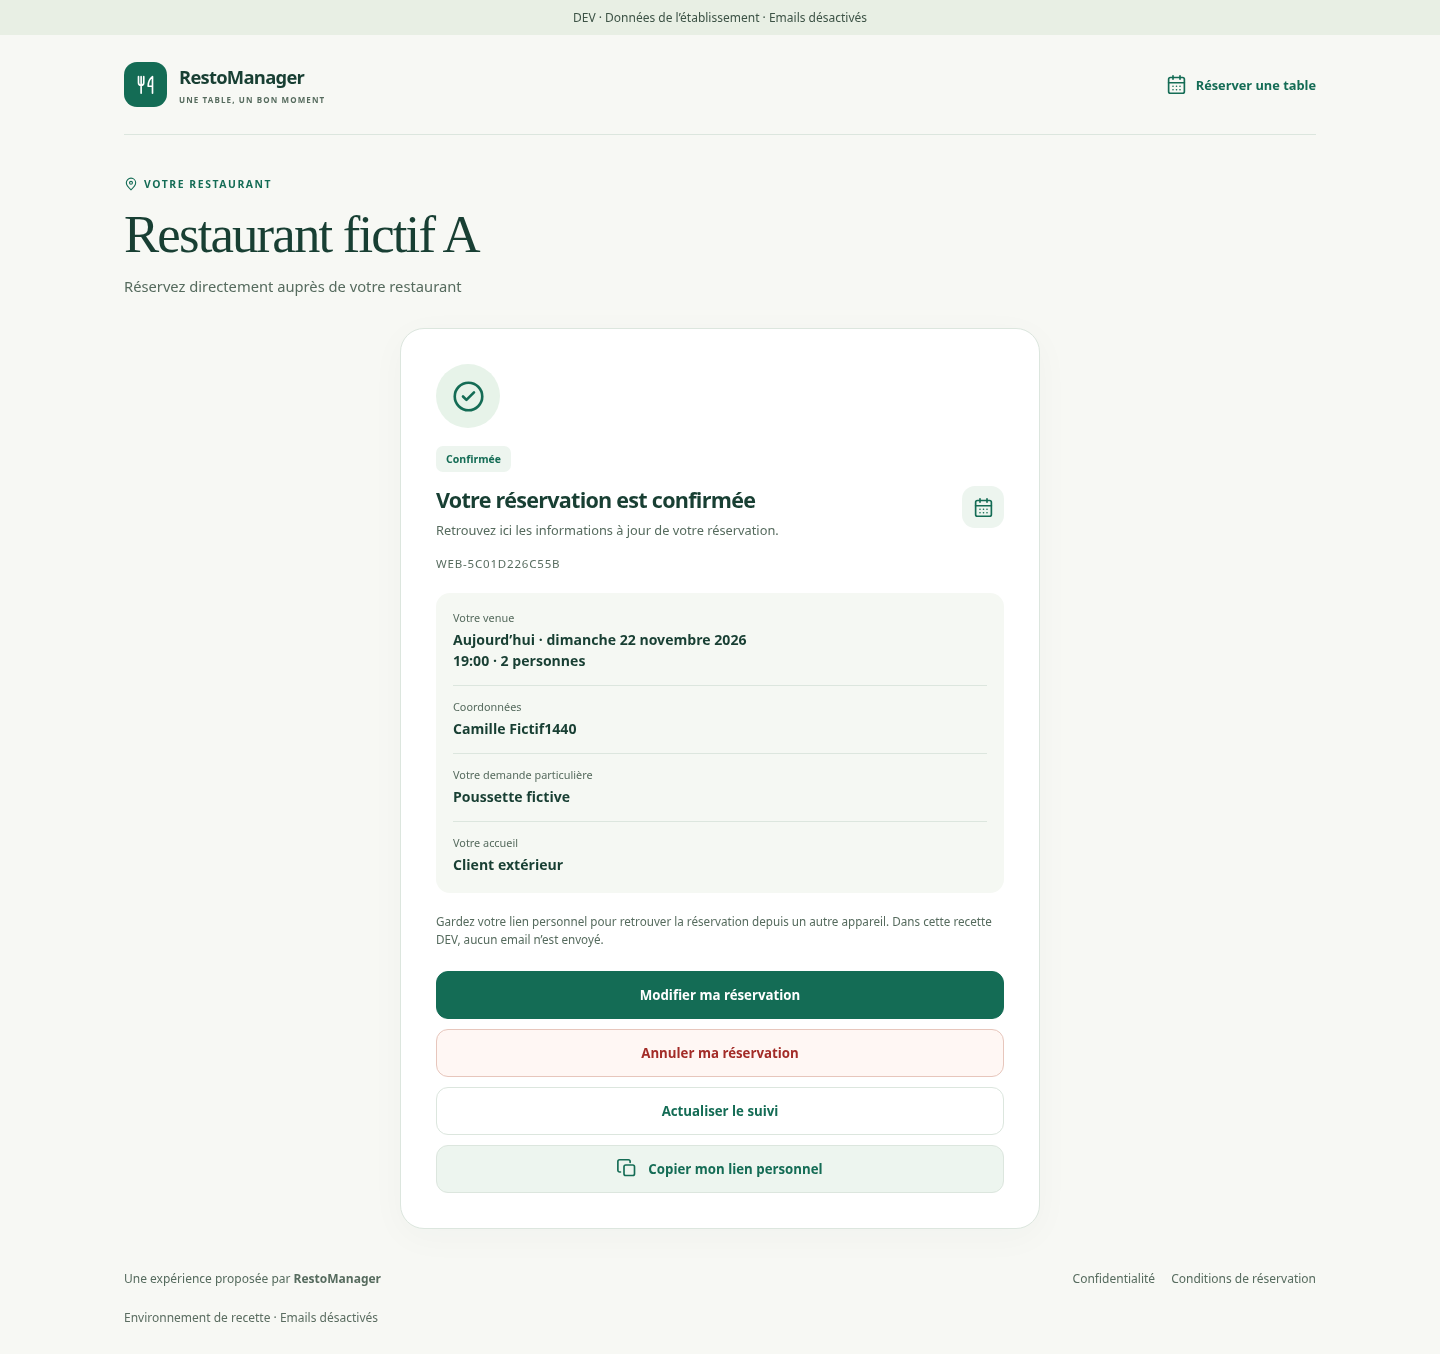 DEV · Données de l’établissement · Emails désactivés
RestoManager
UNE TABLE, UN BON MOMENT
Réserver une table
VOTRE RESTAURANT
Restaurant fictif A
Réservez directement auprès de votre restaurant
Confirmée
Votre réservation est confirmée
Retrouvez ici les informations à jour de votre réservation.
WEB-5C01D226C55B
Votre venue
Aujourd’hui · dimanche 22 novembre 2026
19:00 · 2 personnes
Coordonnées
Camille Fictif1440
Votre demande particulière
Poussette fictive
Votre accueil
Client extérieur
Gardez votre lien personnel pour retrouver la réservation depuis un autre appareil. Dans cette recette
DEV, aucun email n’est envoyé.
Modifier ma réservation
Annuler ma réservation
Actualiser le suivi
Copier mon lien personnel
Une expérience proposée par RestoManager
Confidentialité
Conditions de réservation
Environnement de recette · Emails désactivés